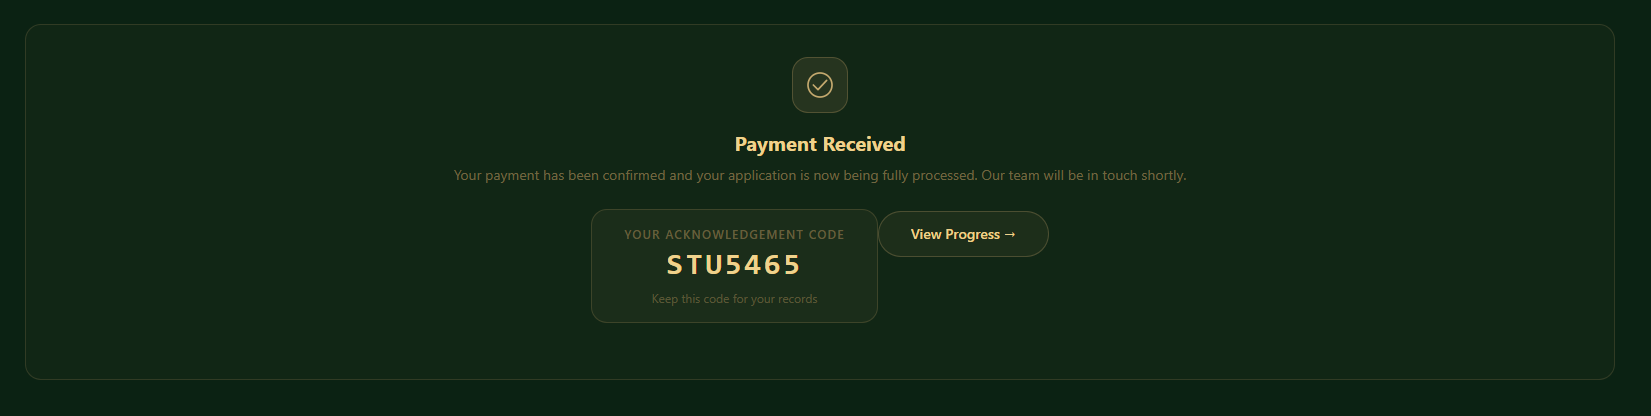 Payment Received
Your payment has been confirmed and your application is now being fully processed. Our team will be in touch shortly.
YOUR ACKNOWLEDGEMENT CODE
STU5465
Keep this code for your records
View Progress →